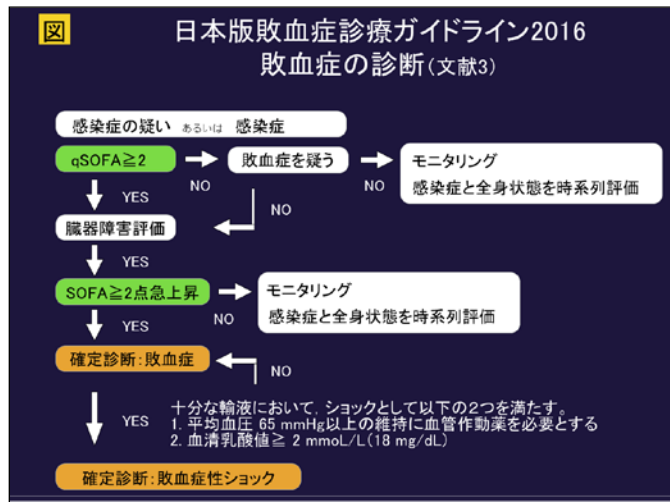 図
日本版敗血症診療ガイドライン2016
敗血症の診断(文献3)
感染症の疑い あるいは 感染症
qSOFA≧2
NO
敗血症を疑う
NO
モニタリング
感染症と全身状態を時系列評価
YES
NO
臓器障害評価
YES
SOFA≧2点急上昇
NO
モニタリング
感染症と全身状態を時系列評価
YES
確定診断:敗血症
NO
YES
十分な輸液において,ショックとして以下の2つを満たす。
1. 平均血圧 65 mmHg以上の維持に血管作動薬を必要とする
2. 血清乳酸値≧ 2 mmoL/L(18 mg/dL)
確定診断:敗血症性ショック